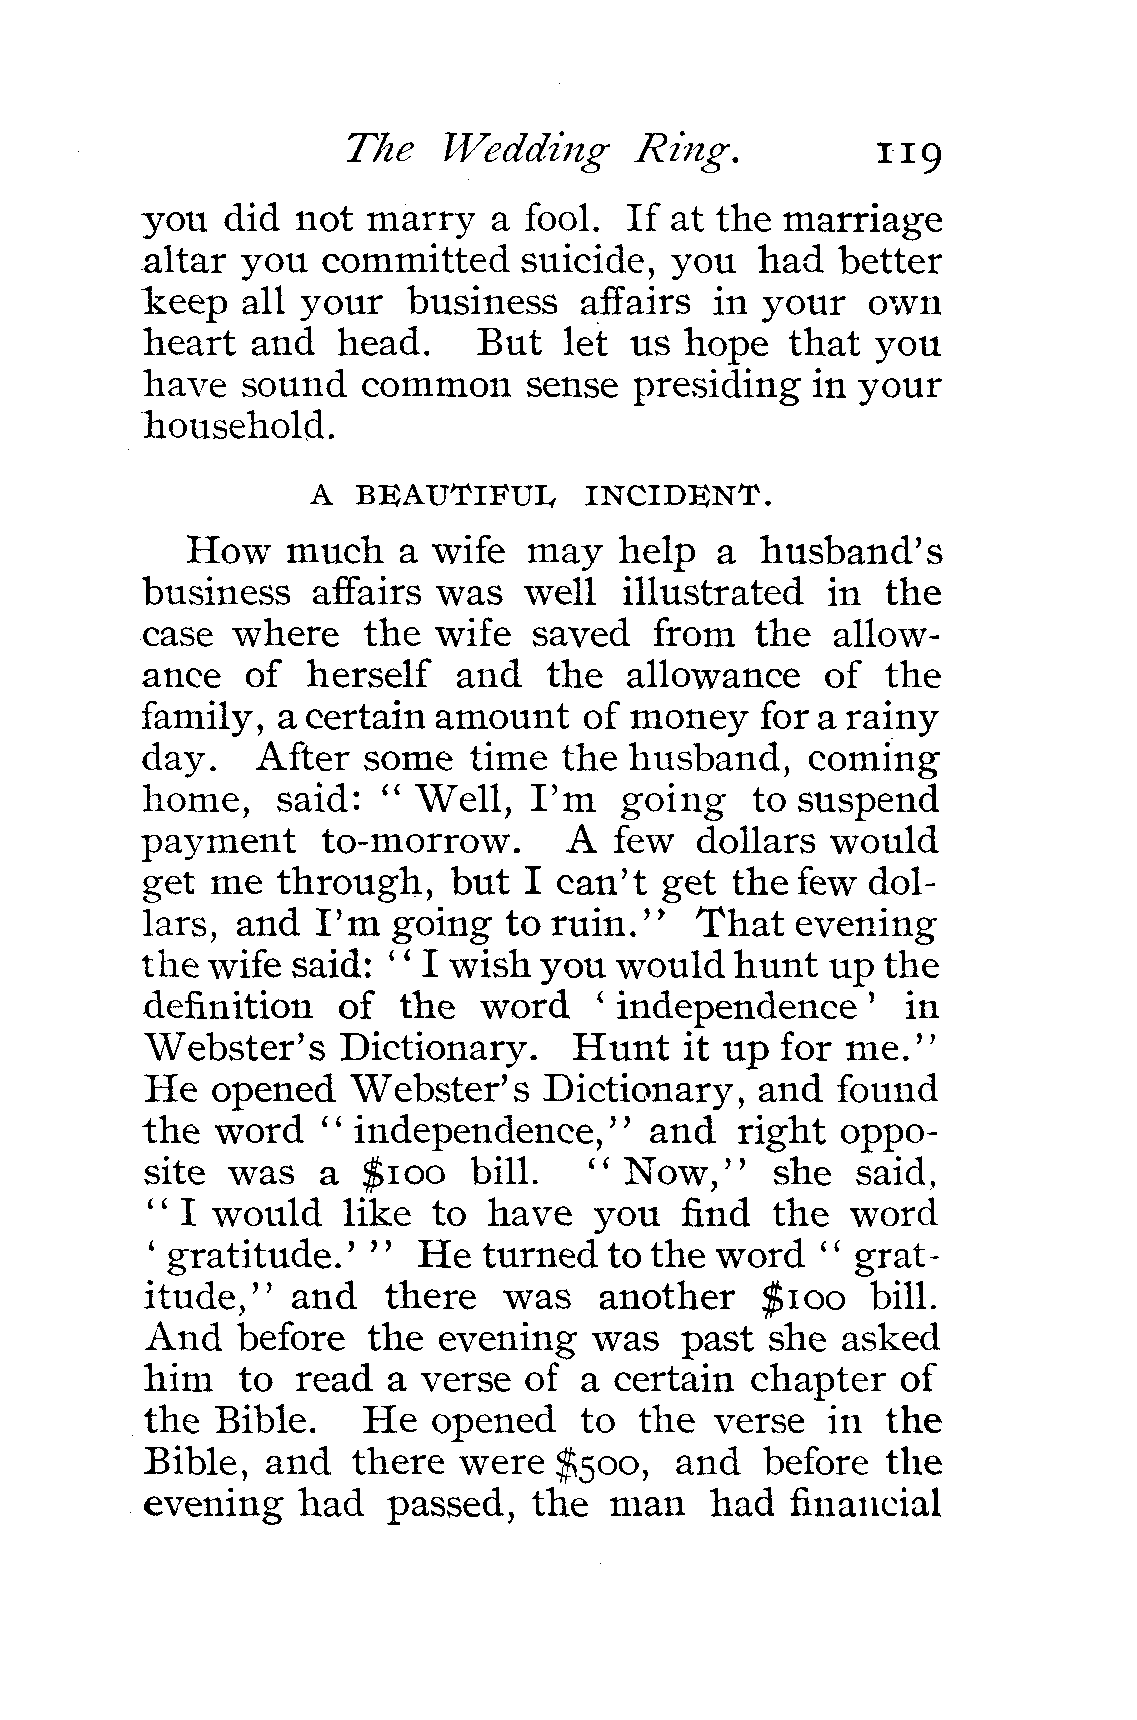 The Wedding Ring. 119
you did not marry a fool. If at the marriage
altar you committed suicide, you had better
keep all your business affairs in your own
heart and head. But let us hope that you
have sound common sense presiding in your
household.
A BEAUTIFUL INCIDENT.
How much a wife may help a husband's
business affairs was well illustrated in the
case where the wife saved from the allow-
ance of herself and the allowance of the
family, a certain amount of money for a rainy
day. After some time the husband, coming
home, said: "Well, I'm going to suspend
payment to-morrow. A few dollars would
get me through, but I can't get the few dol-
lars, and I'm going to ruin." That evening
the wife said: "I wish you would hunt up the
definition of the word 'independence' in
Webster's Dictionary. Hunt it up for me."
He opened Webster's Dictionary, and found
the word "independence," and right oppo-
site was a $100 bill. "Now," she said,
"I would like to have you find the word
'gratitude.'" He turned to the word "grat-
itude," and there was another $100 bill.
And before the evening was past she asked
him to read a verse of a certain chapter of
the Bible. He opened to the verse in the
Bible, and there were $500, and before the
evening had passed, the man had financial